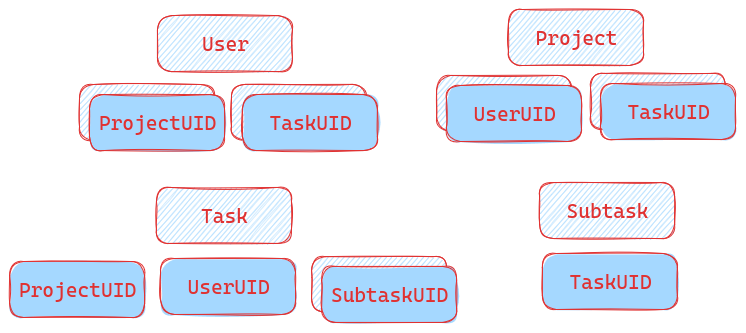 User
ProjectUID
TaskUID
Project
UserUID
TaskUID
Task
ProjectUID
UserUID
SubtaskUID
Subtask
TaskUID